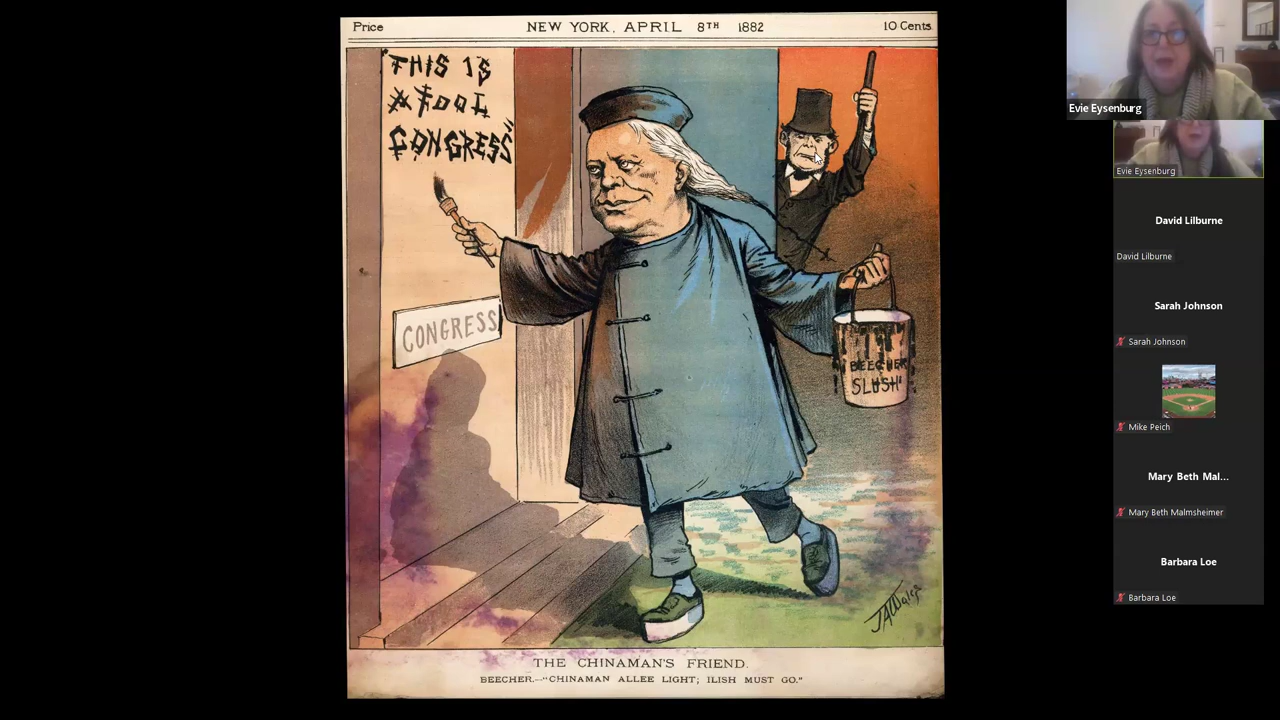 Price
NEW YORK, APRIL 8TH 1882
10 Cents
THIS IS
A FOOL
CONGRESS"
CONGRESS
BEECHER
SLUSH
JAWales
THE CHINAMAN'S FRIEND.
BEECHER.—"CHINAMAN ALLEE LIGHT; ILISH MUST GO."
Evie Eysenburg
Evie Eysenburg
David Lilburne
David Lilburne
Sarah Johnson
Sarah Johnson
Mike Peich
Mary Beth Mal...
Mary Beth Malmsheimer
Barbara Loe
Barbara Loe